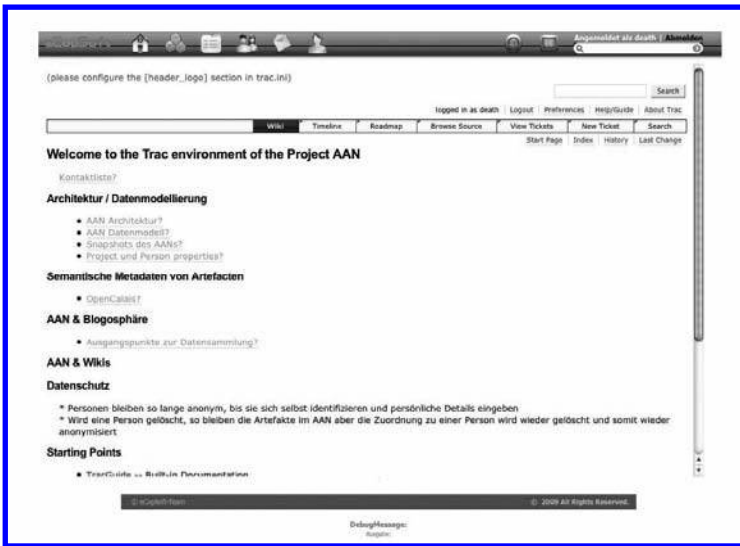 eCopSoft
Angemeldet als death | Abmelden
(please configure the [header_logo] section in trac.ini)
Search
logged in as death Logout Preferences Help/Guide About Trac
Wiki Timeline Roadmap Browse Source View Tickets New Ticket Search
Start Page Index History Last Change
Welcome to the Trac environment of the Project AAN
Kontaktliste?
Architektur / Datenmodellierung
• AAN Architektur?
• AAN Datenmodell?
• Snapshots des AANs?
• Project und Person properties?
Semantische Metadaten von Artefacten
• OpenCalais?
AAN & Blogosphäre
• Ausgangspunkte zur Datensammlung?
AAN & Wikis
Datenschutz
* Personen bleiben so lange anonym, bis sie sich selbst identifizieren und persönliche Details eingeben
* Wird eine Person gelöscht, so bleiben die Artefakte im AAN aber die Zuordnung zu einer Person wird wieder gelöscht und somit wieder
anonymisiert
Starting Points
• TracGuide -- Built-in Documentation
© eCopSoft-Team © 2009 All Rights Reserved.
DebugMessage:
Ausgabe: